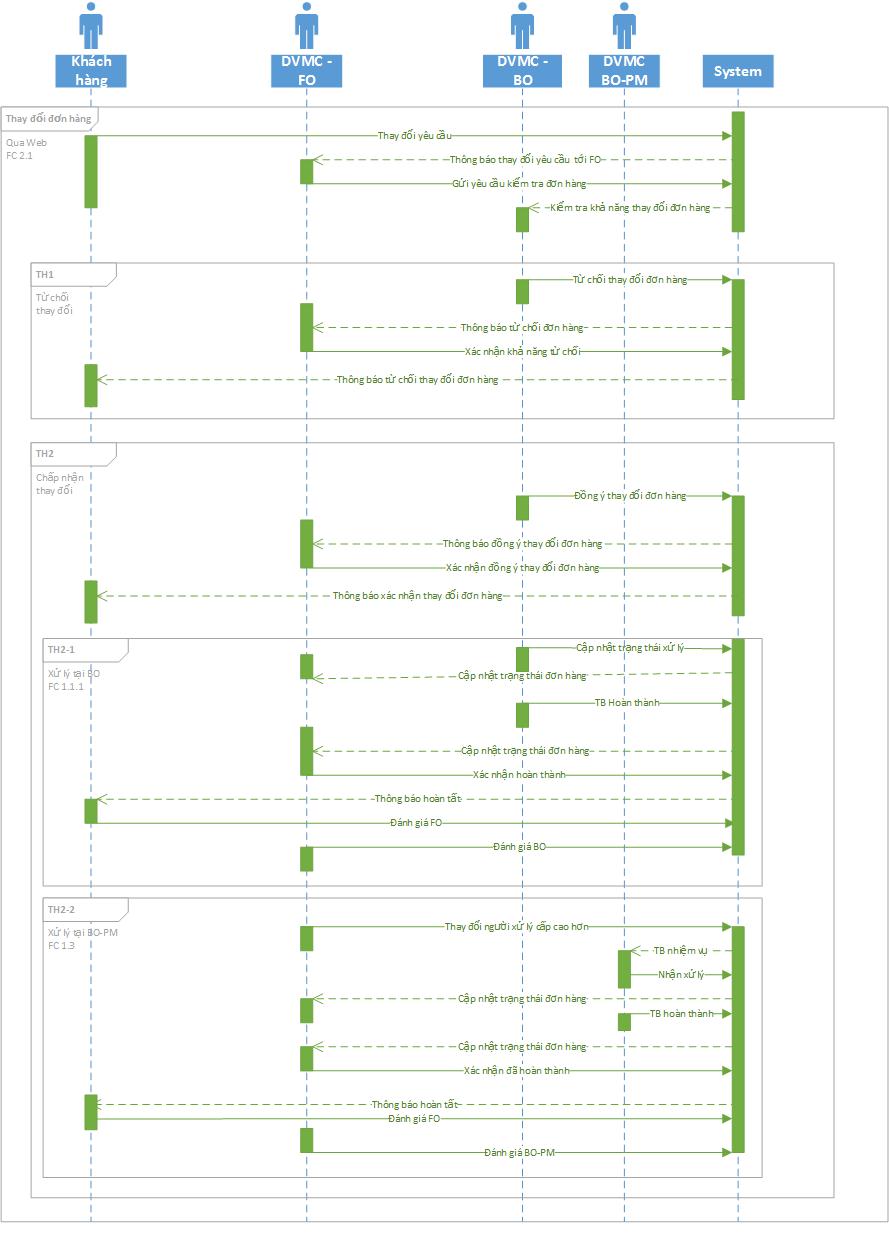 Khách
hàng
DVMC -
FO
DVMC -
BO
DVMC
BO-PM
System
Thay đổi đơn hàng
Qua Web
FC 2.1
Thay đổi yêu cầu
Thông báo thay đổi yêu cầu tới FO
Gửi yêu cầu kiểm tra đơn hàng
Kiểm tra khả năng thay đổi đơn hàng
TH1
Từ chối
thay đổi
Từ chối thay đổi đơn hàng
Thông báo từ chối đơn hàng
Xác nhận khả năng từ chối
Thông báo từ chối thay đổi đơn hàng
TH2
Chấp nhận
thay đổi
Đồng ý thay đổi đơn hàng
Thông báo đồng ý thay đổi đơn hàng
Xác nhận đồng ý thay đổi đơn hàng
Thông báo xác nhận thay đổi đơn hàng
TH2-1
Xử lý tại BO
FC 1.1.1
Cập nhật trạng thái xử lý
Cập nhật trạng thái đơn hàng
TB Hoàn thành
Cập nhật trạng thái đơn hàng
Xác nhận hoàn thành
Thông báo hoàn tất
Đánh giá FO
Đánh giá BO
TH2-2
Xử lý tại BO-PM
FC 1.3
Thay đổi người xử lý cấp cao hơn
TB nhiệm vụ
Nhận xử lý
Cập nhật trạng thái đơn hàng
TB hoàn thành
Cập nhật trạng thái đơn hàng
Xác nhận đã hoàn thành
Thông báo hoàn tất
Đánh giá FO
Đánh giá BO-PM